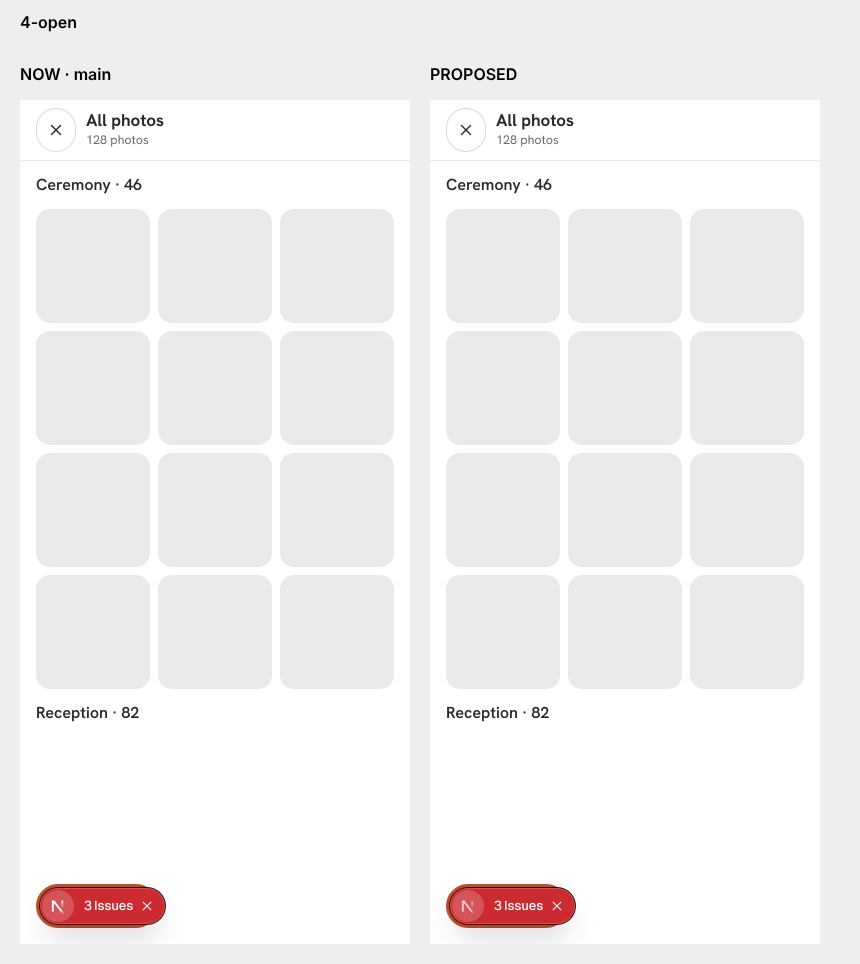 4-open
NOW · main
All photos
128 photos
Ceremony · 46
Reception · 82
N 3 Issues
PROPOSED
All photos
128 photos
Ceremony · 46
Reception · 82
N 3 Issues